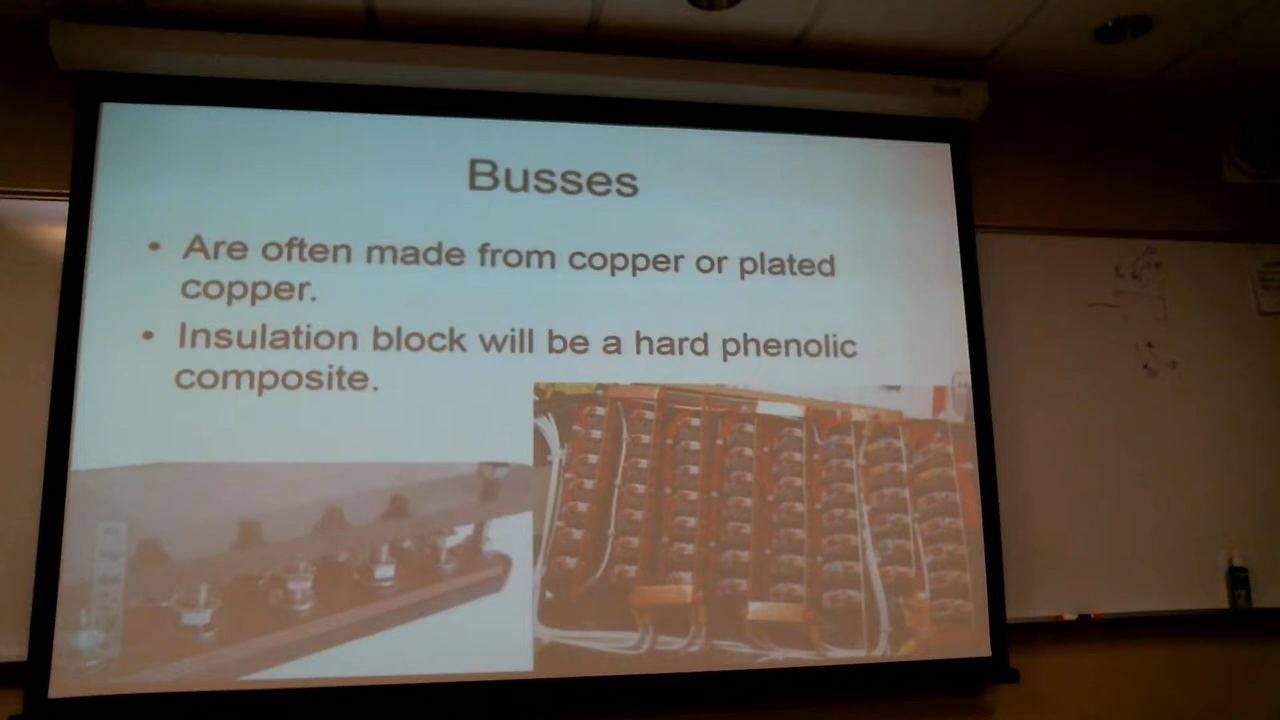 Busses
• Are often made from copper or plated
copper.
• Insulation block will be a hard phenolic
composite.